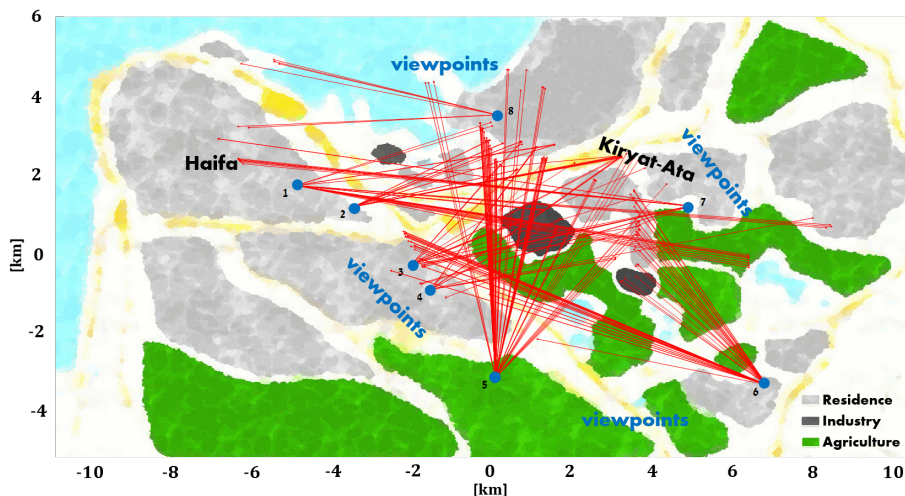 6
4
2
0
-2
-4
[km]
viewpoints
8
Haifa
Kiryat-Ata
viewpoints
1
2
7
3
viewpoints
4
5
6
viewpoints
Residence
Industry
Agriculture
-10 -8 -6 -4 -2 0 2 4 6 8 10
[km]